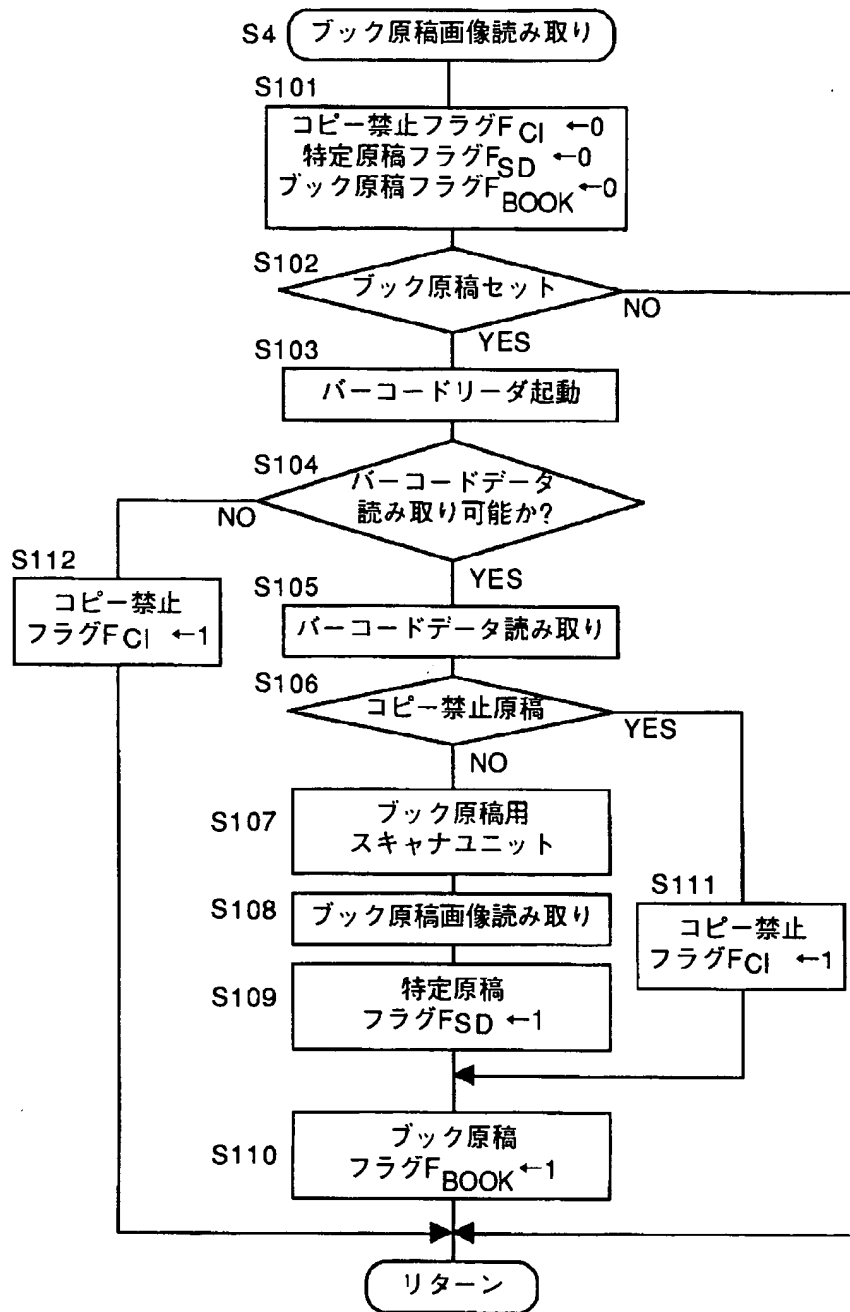 S4 ブック原稿画像読み取り
S101
コピー禁止フラグFCI ←0
特定原稿フラグFSD ←0
ブック原稿フラグFBOOK ←0
S102
ブック原稿セット
NO
YES
S103
バーコードリーダ起動
S104
バーコードデータ
読み取り可能か?
NO
YES
S112
コピー禁止
フラグFCI ←1
S105
バーコードデータ読み取り
S106
コピー禁止原稿
YES
NO
S107
ブック原稿用
スキャナユニット
S108
ブック原稿画像読み取り
S111
コピー禁止
フラグFCI ←1
S109
特定原稿
フラグFSD ←1
S110
ブック原稿
フラグFBOOK ←1
リターン